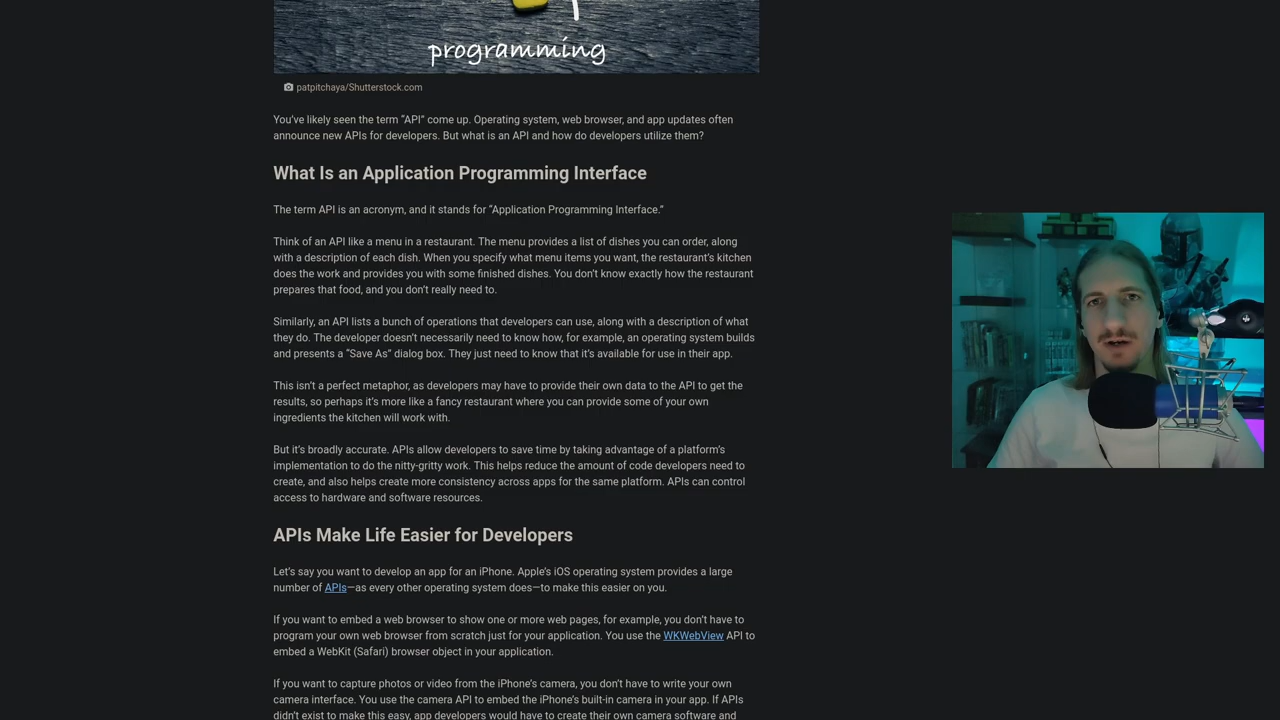 programming
patpitchaya/Shutterstock.com
You’ve likely seen the term “API” come up. Operating system, web browser, and app updates often
announce new APIs for developers. But what is an API and how do developers utilize them?
What Is an Application Programming Interface
The term API is an acronym, and it stands for “Application Programming Interface.”
Think of an API like a menu in a restaurant. The menu provides a list of dishes you can order, along
with a description of each dish. When you specify what menu items you want, the restaurant’s kitchen
does the work and provides you with some finished dishes. You don’t know exactly how the restaurant
prepares that food, and you don’t really need to.
Similarly, an API lists a bunch of operations that developers can use, along with a description of what
they do. The developer doesn’t necessarily need to know how, for example, an operating system builds
and presents a “Save As” dialog box. They just need to know that it’s available for use in their app.
This isn’t a perfect metaphor, as developers may have to provide their own data to the API to get the
results, so perhaps it’s more like a fancy restaurant where you can provide some of your own
ingredients the kitchen will work with.
But it’s broadly accurate. APIs allow developers to save time by taking advantage of a platform’s
implementation to do the nitty-gritty work. This helps reduce the amount of code developers need to
create, and also helps create more consistency across apps for the same platform. APIs can control
access to hardware and software resources.
APIs Make Life Easier for Developers
Let’s say you want to develop an app for an iPhone. Apple’s iOS operating system provides a large
number of APIs—as every other operating system does—to make this easier on you.
If you want to embed a web browser to show one or more web pages, for example, you don’t have to
program your own web browser from scratch just for your application. You use the WKWebView API to
embed a WebKit (Safari) browser object in your application.
If you want to capture photos or video from the iPhone’s camera, you don’t have to write your own
camera interface. You use the camera API to embed the iPhone’s built-in camera in your app. If APIs
didn’t exist to make this easy, app developers would have to create their own camera software and